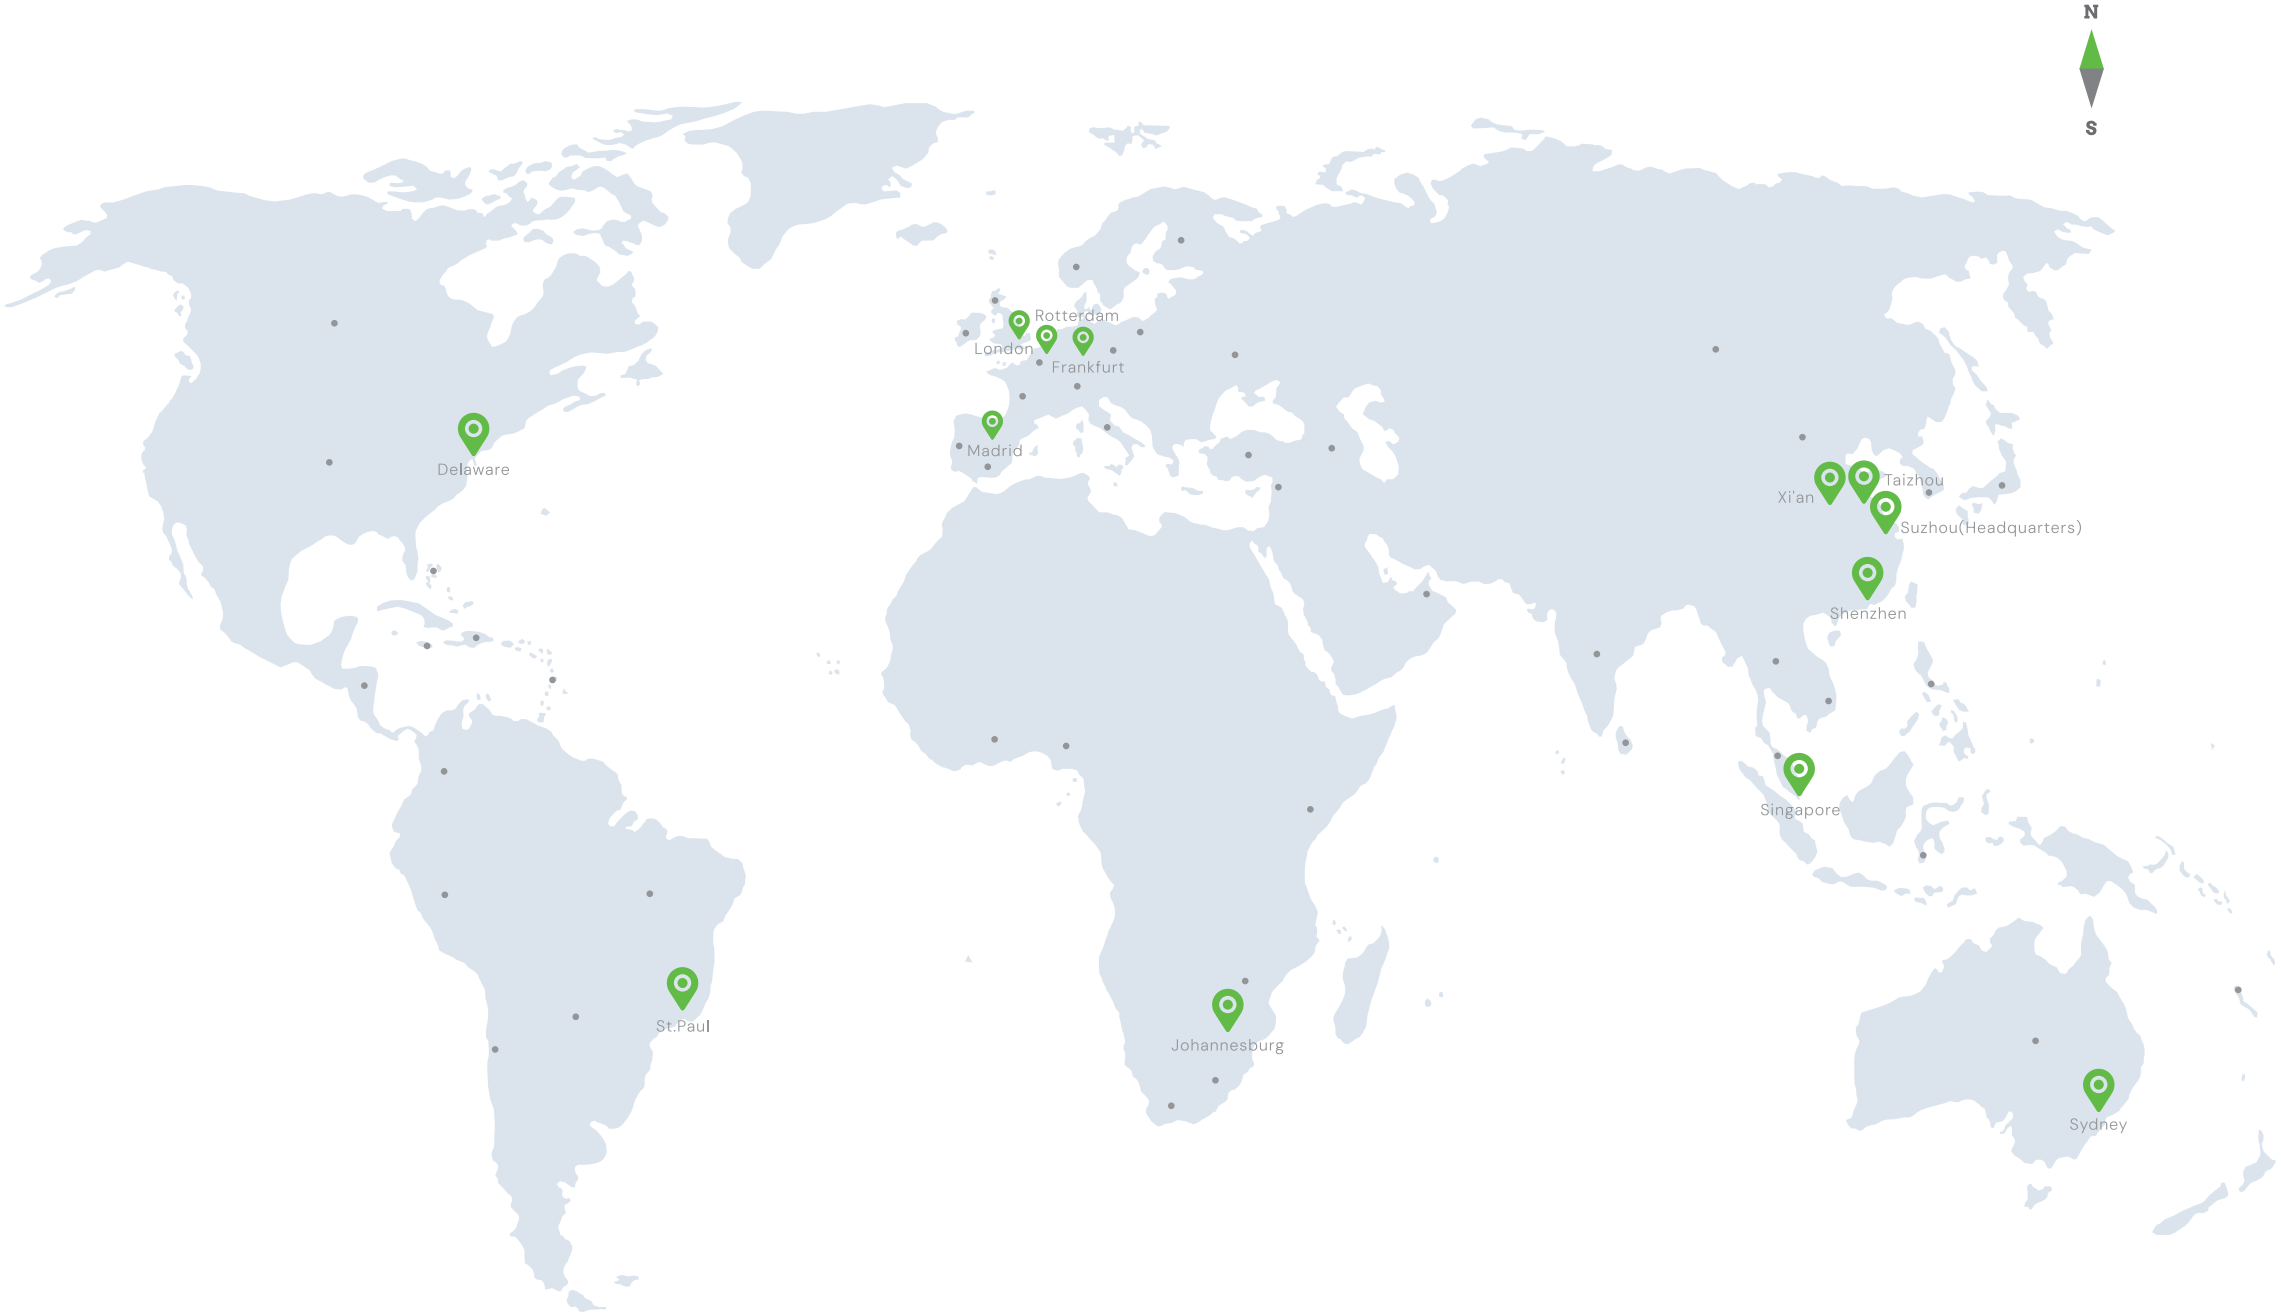 N
S
Rotterdam
London
Frankfurt
Madrid
Delaware
Taizhou
Xi'an
Suzhou(Headquarters)
Shenzhen
Singapore
St.Paul
Johannesburg
Sydney